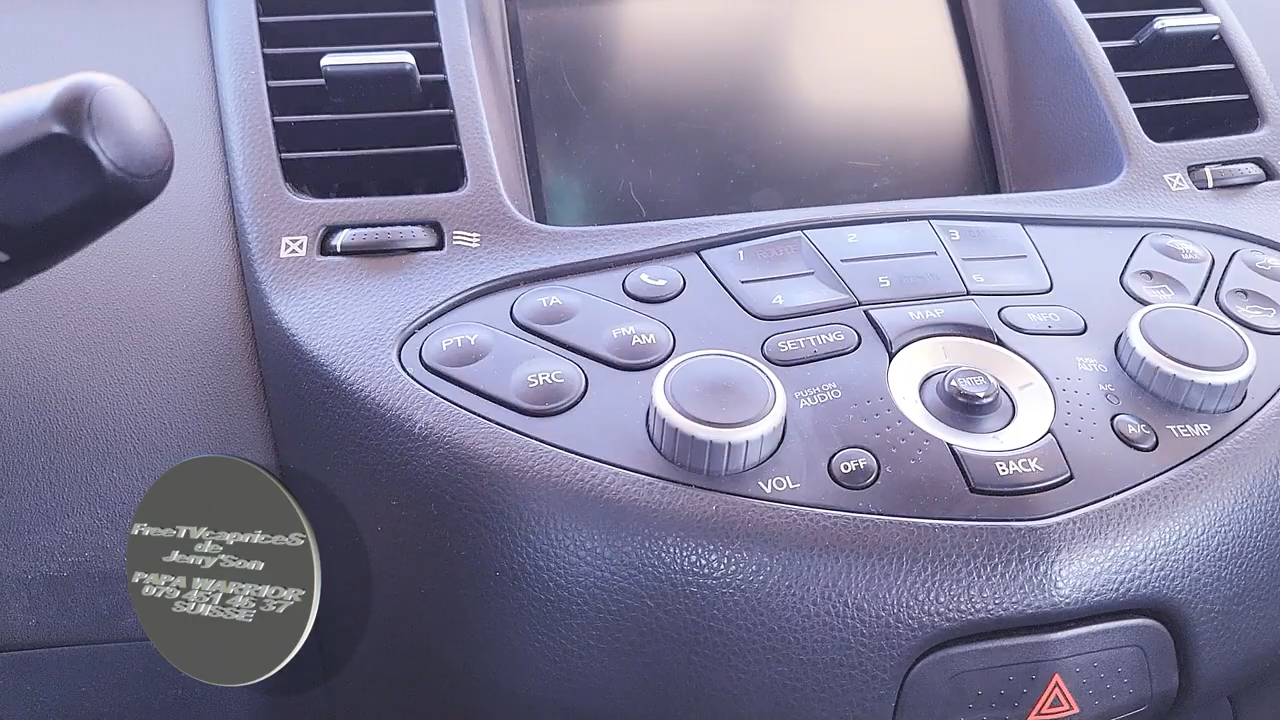 1
2
3
4
5
6
TA
FM
AM
PTY
SRC
SETTING
MAP
INFO
MAX
ENTER
PUSH ON
AUDIO
PUSH
AUTO
A/C
A/C
TEMP
VOL
OFF
BACK
FreeTVcapriceS
de
Jerry'Son
PAPA WARRIOR
079 451 46 37
SUISSE